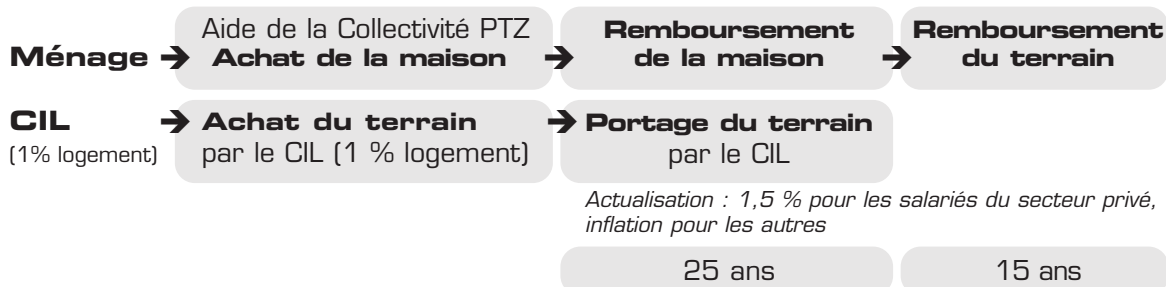 Ménage
Aide de la Collectivité PTZ
Achat de la maison
Remboursement
de la maison
Remboursement
du terrain
CIL
(1% logement)
Achat du terrain
par le CIL (1 % logement)
Portage du terrain
par le CIL
Actualisation : 1,5 % pour les salariés du secteur privé,
inflation pour les autres
25 ans
15 ans